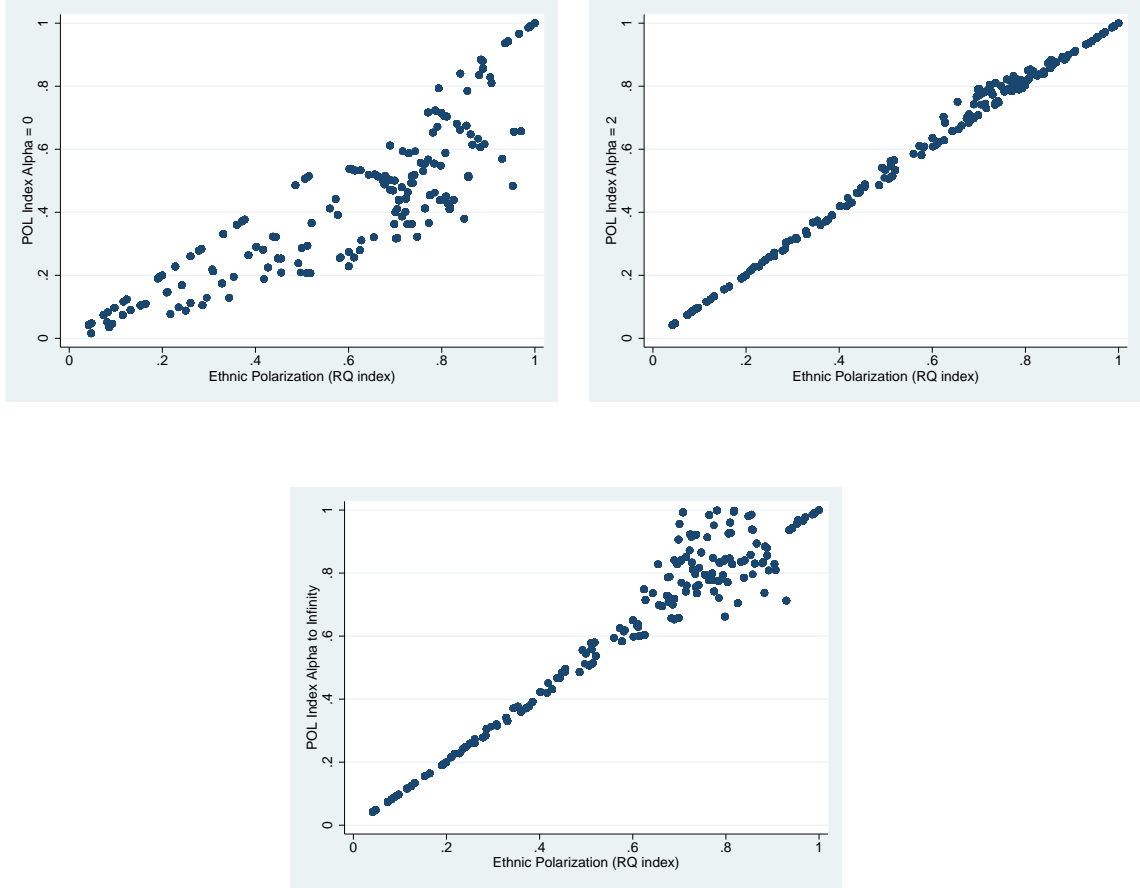 POL Index Alpha = 0
1
.8
.6
.4
.2
0
0 .2 .4 .6 .8 1
Ethnic Polarization (RQ index)
POL Index Alpha = 2
1
.8
.6
.4
.2
0
0 .2 .4 .6 .8 1
Ethnic Polarization (RQ index)
POL Index Alpha to Infinity
1
.8
.6
.4
.2
0
0 .2 .4 .6 .8 1
Ethnic Polarization (RQ index)